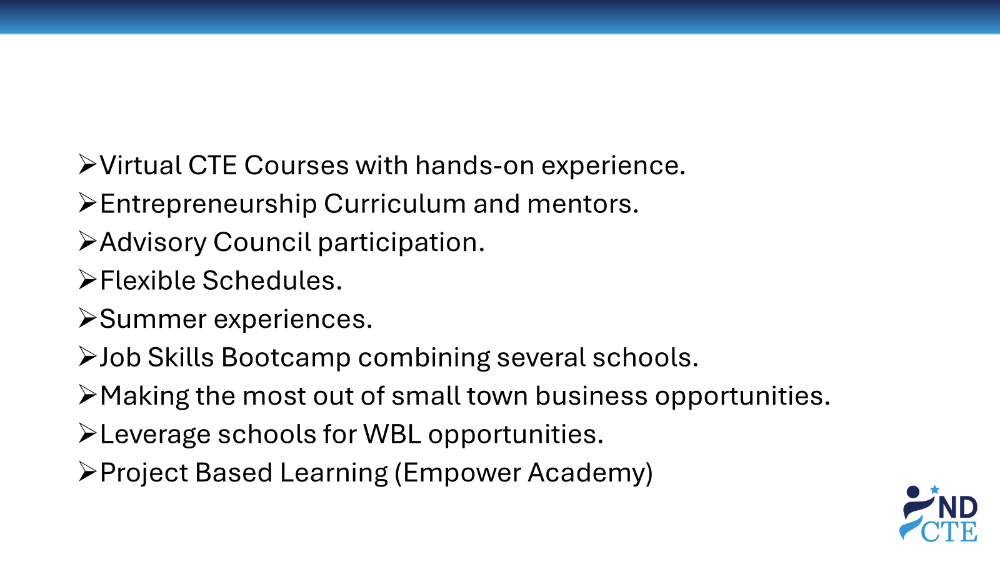 ➢Virtual CTE Courses with hands-on experience.
➢Entrepreneurship Curriculum and mentors.
➢Advisory Council participation.
➢Flexible Schedules.
➢Summer experiences.
➢Job Skills Bootcamp combining several schools.
➢Making the most out of small town business opportunities.
➢Leverage schools for WBL opportunities.
➢Project Based Learning (Empower Academy)
ND
CTE